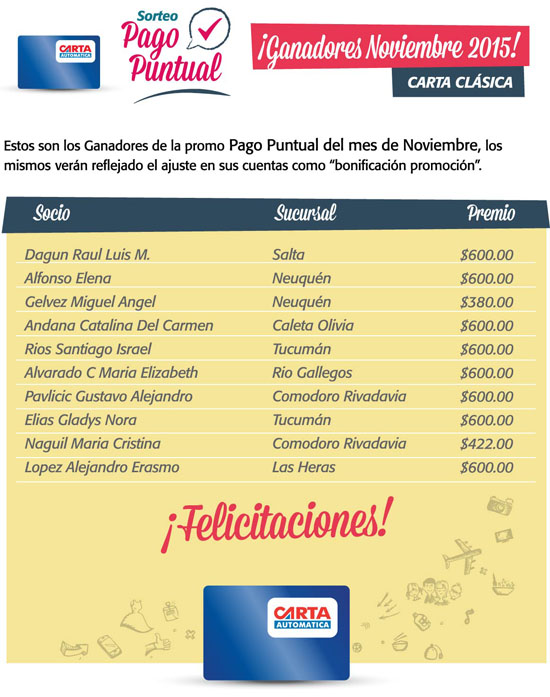 Sorteo
Pago
Puntual
CARTA
AUTOMATICA
¡Ganadores Noviembre 2015!
CARTA CLÁSICA
Estos son los Ganadores de la promo Pago Puntual del mes de Noviembre, los
mismos verán reflejado el ajuste en sus cuentas como “bonificación promoción”.
Socio Sucursal Premio
Dagun Raul Luis M. Salta $600.00
Alfonso Elena Neuquén $600.00
Gelvez Miguel Angel Neuquén $380.00
Andana Catalina Del Carmen Caleta Olivia $600.00
Rios Santiago Israel Tucumán $600.00
Alvarado C Maria Elizabeth Río Gallegos $600.00
Pavlicic Gustavo Alejandro Comodoro Rivadavia $600.00
Elias Gladys Nora Tucumán $600.00
Naguil Maria Cristina Comodoro Rivadavia $422.00
Lopez Alejandro Erasmo Las Heras $600.00
¡Felicitaciones!
CARTA
AUTOMATICA